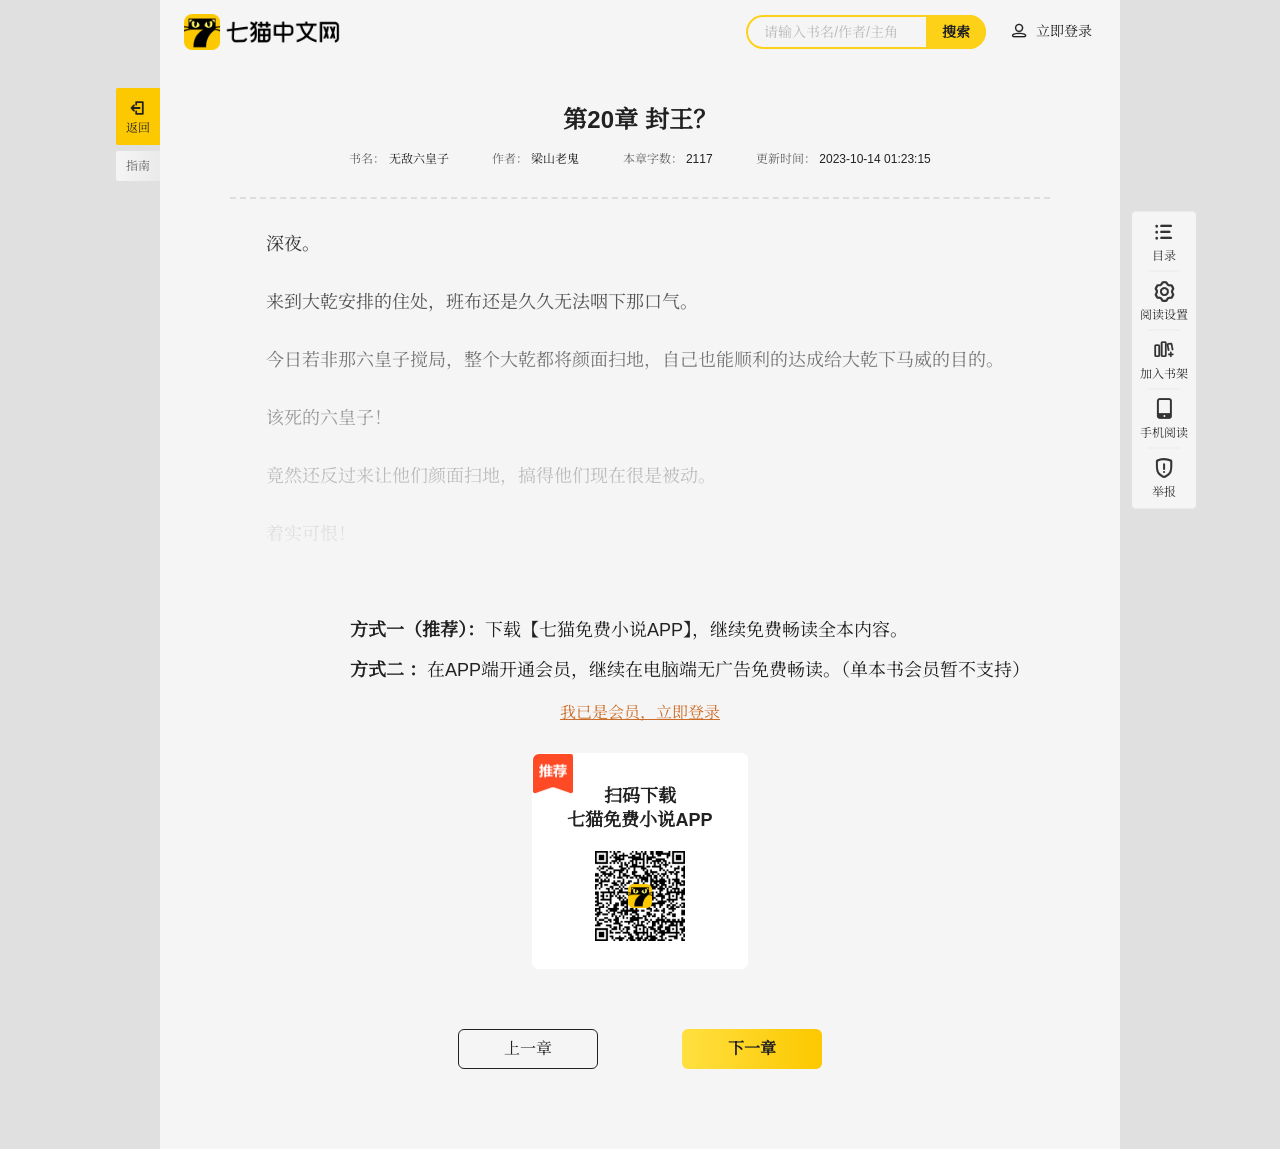 七猫中文网
请输入书名/作者/主角
搜索
立即登录
返回
指南
第20章 封王？
书名： 无敌六皇子 作者： 梁山老鬼 本章字数： 2117 更新时间： 2023-10-14 01:23:15
深夜。
来到大乾安排的住处，班布还是久久无法咽下那口气。
今日若非那六皇子搅局，整个大乾都将颜面扫地，自己也能顺利的达成给大乾下马威的目的。
该死的六皇子！
竟然还反过来让他们颜面扫地，搞得他们现在很是被动。
着实可恨！
目录
阅读设置
加入书架
手机阅读
举报
方式一（推荐）：下载【七猫免费小说APP】，继续免费畅读全本内容。
方式二 ：在APP端开通会员，继续在电脑端无广告免费畅读。（单本书会员暂不支持）
我已是会员，立即登录
推荐
扫码下载
七猫免费小说APP
上一章
下一章